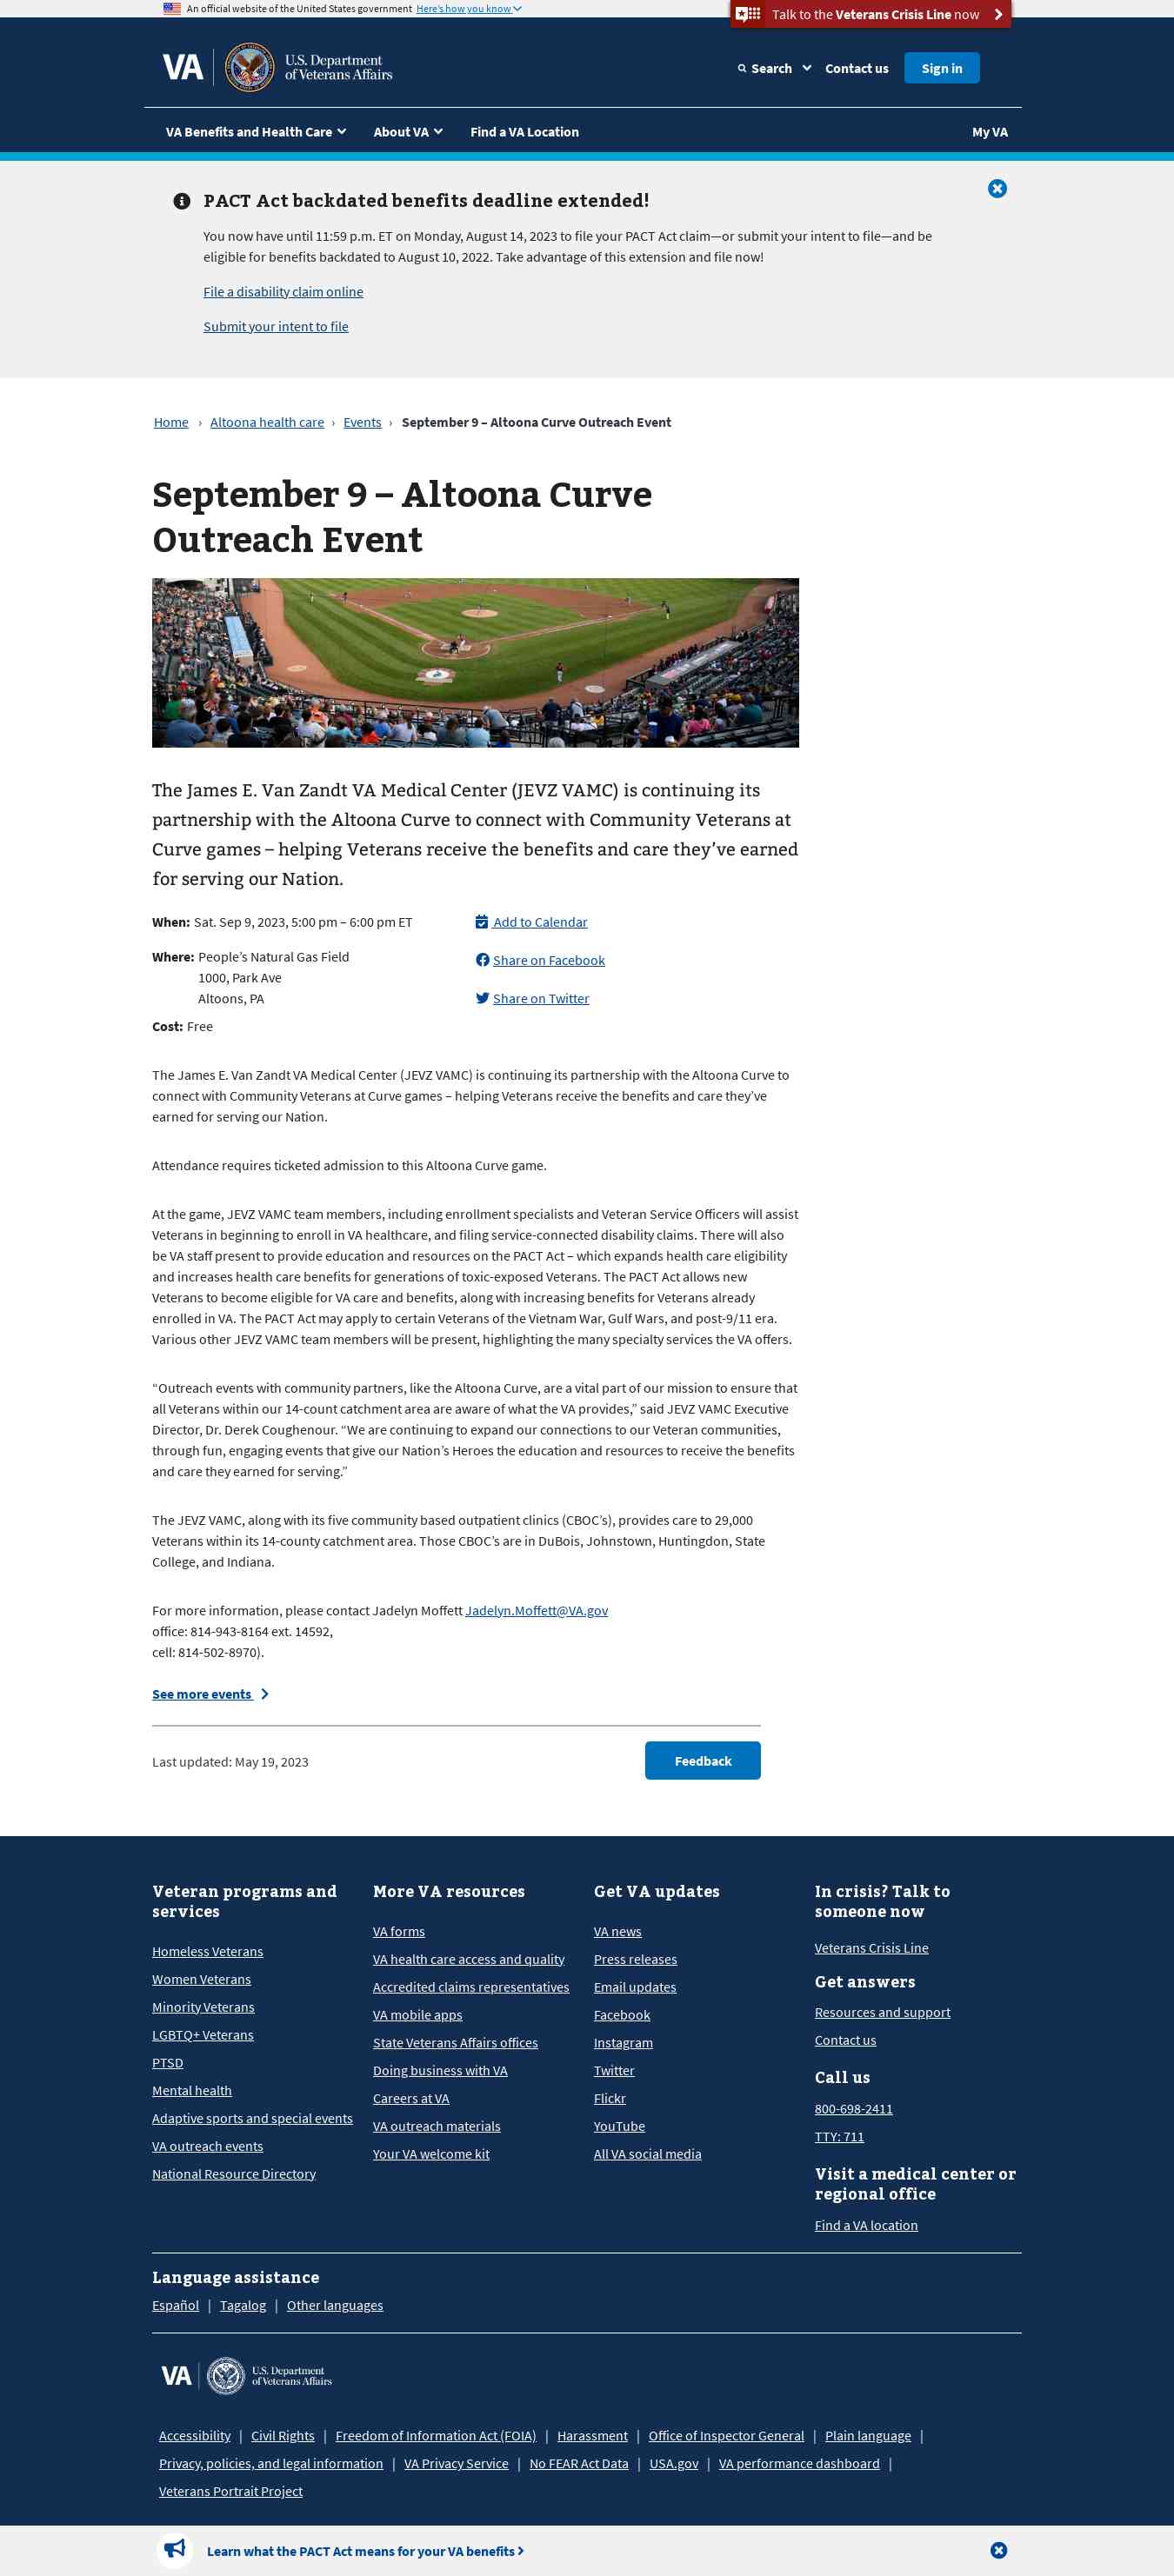 An official website of the United States government Here's how you know
Talk to the Veterans Crisis Line now
VA U.S. Department
of Veterans Affairs
Search Contact us Sign in
VA Benefits and Health Care About VA Find a VA Location My VA
PACT Act backdated benefits deadline extended!
You now have until 11:59 p.m. ET on Monday, August 14, 2023 to file your PACT Act claim—or submit your intent to file—and be
eligible for benefits backdated to August 10, 2022. Take advantage of this extension and file now!
File a disability claim online
Submit your intent to file
Home › Altoona health care › Events › September 9 – Altoona Curve Outreach Event
September 9 – Altoona Curve
Outreach Event
The James E. Van Zandt VA Medical Center (JEVZ VAMC) is continuing its
partnership with the Altoona Curve to connect with Community Veterans at
Curve games – helping Veterans receive the benefits and care they’ve earned
for serving our Nation.
When: Sat. Sep 9, 2023, 5:00 pm – 6:00 pm ET
Where: People’s Natural Gas Field
1000, Park Ave
Altoons, PA
Cost: Free
Add to Calendar
Share on Facebook
Share on Twitter
The James E. Van Zandt VA Medical Center (JEVZ VAMC) is continuing its partnership with the Altoona Curve to
connect with Community Veterans at Curve games – helping Veterans receive the benefits and care they’ve
earned for serving our Nation.
Attendance requires ticketed admission to this Altoona Curve game.
At the game, JEVZ VAMC team members, including enrollment specialists and Veteran Service Officers will assist
Veterans in beginning to enroll in VA healthcare, and filing service-connected disability claims. There will also
be VA staff present to provide education and resources on the PACT Act – which expands health care eligibility
and increases health care benefits for generations of toxic-exposed Veterans. The PACT Act allows new
Veterans to become eligible for VA care and benefits, along with increasing benefits for Veterans already
enrolled in VA. The PACT Act may apply to certain Veterans of the Vietnam War, Gulf Wars, and post-9/11 era.
Various other JEVZ VAMC team members will be present, highlighting the many specialty services the VA offers.
“Outreach events with community partners, like the Altoona Curve, are a vital part of our mission to ensure that
all Veterans within our 14-count catchment area are aware of what the VA provides,” said JEVZ VAMC Executive
Director, Dr. Derek Coughenour. “We are continuing to expand our connections to our Veteran communities,
through fun, engaging events that give our Nation’s Heroes the education and resources to receive the benefits
and care they earned for serving.”
The JEVZ VAMC, along with its five community based outpatient clinics (CBOC’s), provides care to 29,000
Veterans within its 14-county catchment area. Those CBOC’s are in DuBois, Johnstown, Huntingdon, State
College, and Indiana.
For more information, please contact Jadelyn Moffett Jadelyn.Moffett@VA.gov
office: 814-943-8164 ext. 14592,
cell: 814-502-8970).
See more events
Last updated: May 19, 2023
Feedback
Veteran programs and
services
Homeless Veterans
Women Veterans
Minority Veterans
LGBTQ+ Veterans
PTSD
Mental health
Adaptive sports and special events
VA outreach events
National Resource Directory
More VA resources
VA forms
VA health care access and quality
Accredited claims representatives
VA mobile apps
State Veterans Affairs offices
Doing business with VA
Careers at VA
VA outreach materials
Your VA welcome kit
Get VA updates
VA news
Press releases
Email updates
Facebook
Instagram
Twitter
Flickr
YouTube
All VA social media
In crisis? Talk to
someone now
Veterans Crisis Line
Get answers
Resources and support
Contact us
Call us
800-698-2411
TTY: 711
Visit a medical center or
regional office
Find a VA location
Language assistance
Español | Tagalog | Other languages
VA U.S. Department
of Veterans Affairs
Accessibility | Civil Rights | Freedom of Information Act (FOIA) | Harassment | Office of Inspector General | Plain language |
Privacy, policies, and legal information | VA Privacy Service | No FEAR Act Data | USA.gov | VA performance dashboard |
Veterans Portrait Project
Learn what the PACT Act means for your VA benefits